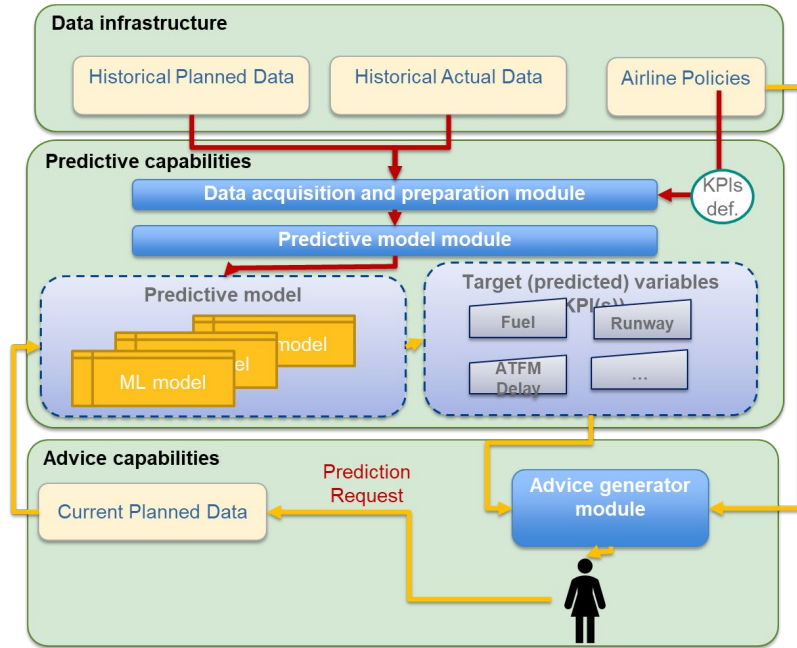 Data infrastructure
Historical Planned Data
Historical Actual Data
Airline Policies
Predictive capabilities
KPIs
def.
Data acquisition and preparation module
Predictive model module
Predictive model
model
ML model
Target (predicted) variables
KPI(s))
Fuel
Runway
ATFM
Delay
...
Advice capabilities
Prediction
Request
Current Planned Data
Advice generator
module